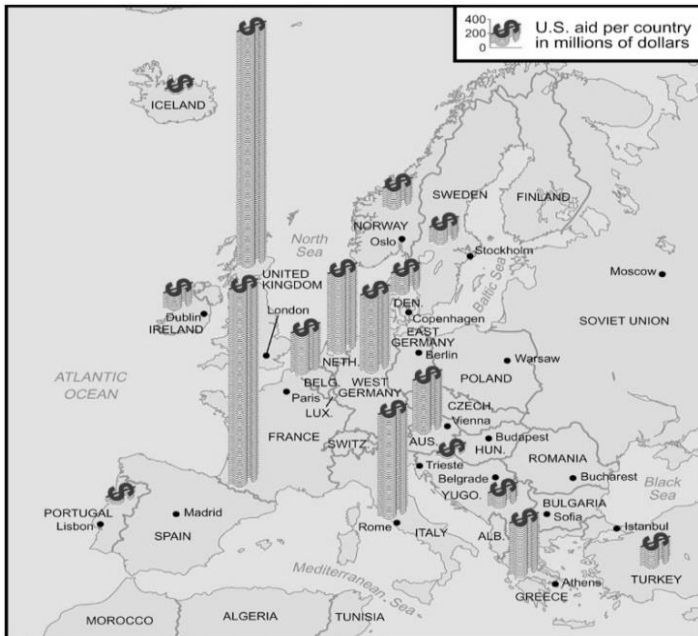 400
200
0
U.S. aid per country
in millions of dollars
$
$
ICELAND
$
SWEDEN
FINLAND
NORWAY
Oslo
$
Stockholm
North
Sea
Baltic Sea
Moscow
$
UNITED
KINGDOM
$
$
$
$
London
Dublin
IRELAND
DEN.
Copenhagen
SOVIET UNION
$
EAST
GERMANY
Berlin
Warsaw
NETH.
POLAND
ATLANTIC
OCEAN
BELG.
WEST
GERMANY
Paris
LUX.
$
CZECH.
$
Vienna
FRANCE
SWITZ.
AUS.
$
Budapest
HUN.
ROMANIA
Trieste
Belgrade
YUGO.
Bucharest
Black
Sea
$
$
PORTUGAL
Lisbon
Madrid
SPAIN
BULGARIA
Sofia
$
Rome
ITALY
ALB.
Istanbul
$
TURKEY
Mediterranean Sea
Athens
GREECE
MOROCCO
ALGERIA
TUNISIA